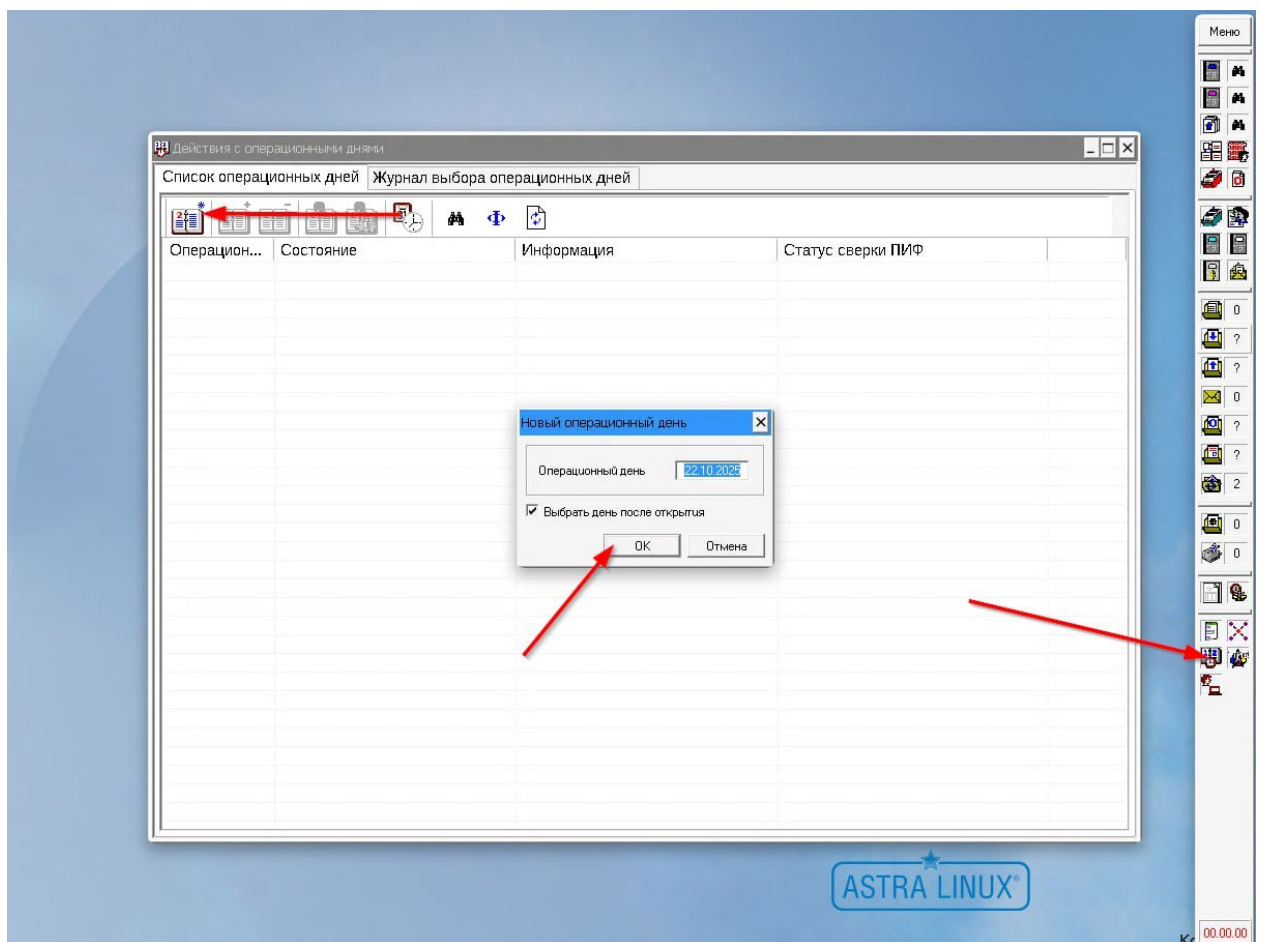 Меню
Действия с операционными днями
Список операционных дней Журнал выбора операционных дней
Операцион... Состояние Информация Статус сверки ПИФ
0
?
?
0
?
?
2
0
0
Новый операционный день
Операционный день 22.10.2025
Выбрать день после открытия
OK Отмена
ASTRA LINUX®
00.00.00